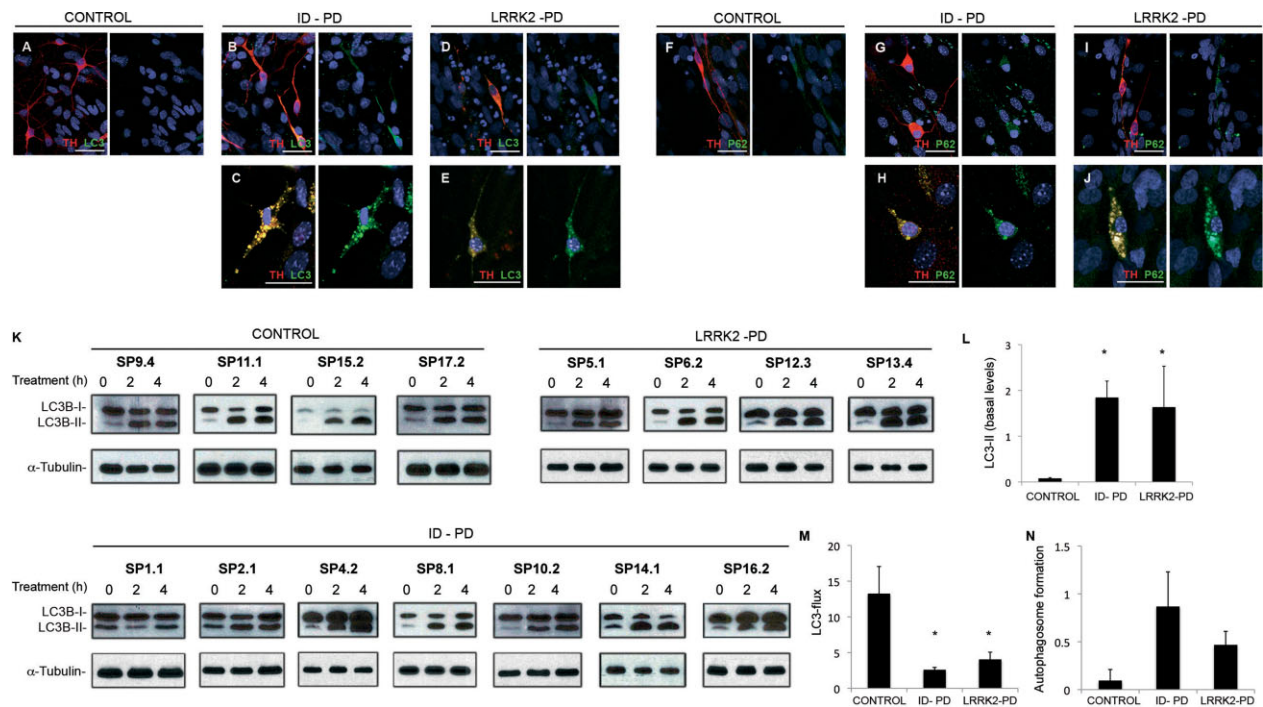 CONTROL ID - PD LRRK2 -PD CONTROL ID - PD LRRK2 -PD
A B D F G I
TH LC3 TH LC3 TH LC3 TH P62 TH P62 TH P62
C E H J
TH LC3 TH LC3 TH P62 TH P62
K
CONTROL
SP9.4 SP11.1 SP15.2 SP17.2
Treatment (h) 0 2 4 0 2 4 0 2 4 0 2 4
LC3B-I-
LC3B-II-
α-Tubulin-
LRRK2 -PD
SP5.1 SP6.2 SP12.3 SP13.4
0 2 4 0 2 4 0 2 4 0 2 4
L
LC3-II (basal levels)
3
2
1
0
CONTROL ID- PD LRRK2-PD
* *
ID - PD
SP1.1 SP2.1 SP4.2 SP8.1 SP10.2 SP14.1 SP16.2
Treatment (h) 0 2 4 0 2 4 0 2 4 0 2 4 0 2 4 0 2 4 0 2 4
LC3B-I-
LC3B-II-
α-Tubulin-
M
LC3-flux
20
15
10
5
0
CONTROL ID- PD LRRK2-PD
* *
N
Autophagosome formation
1.5
1
0.5
0
CONTROL ID- PD LRRK2-PD